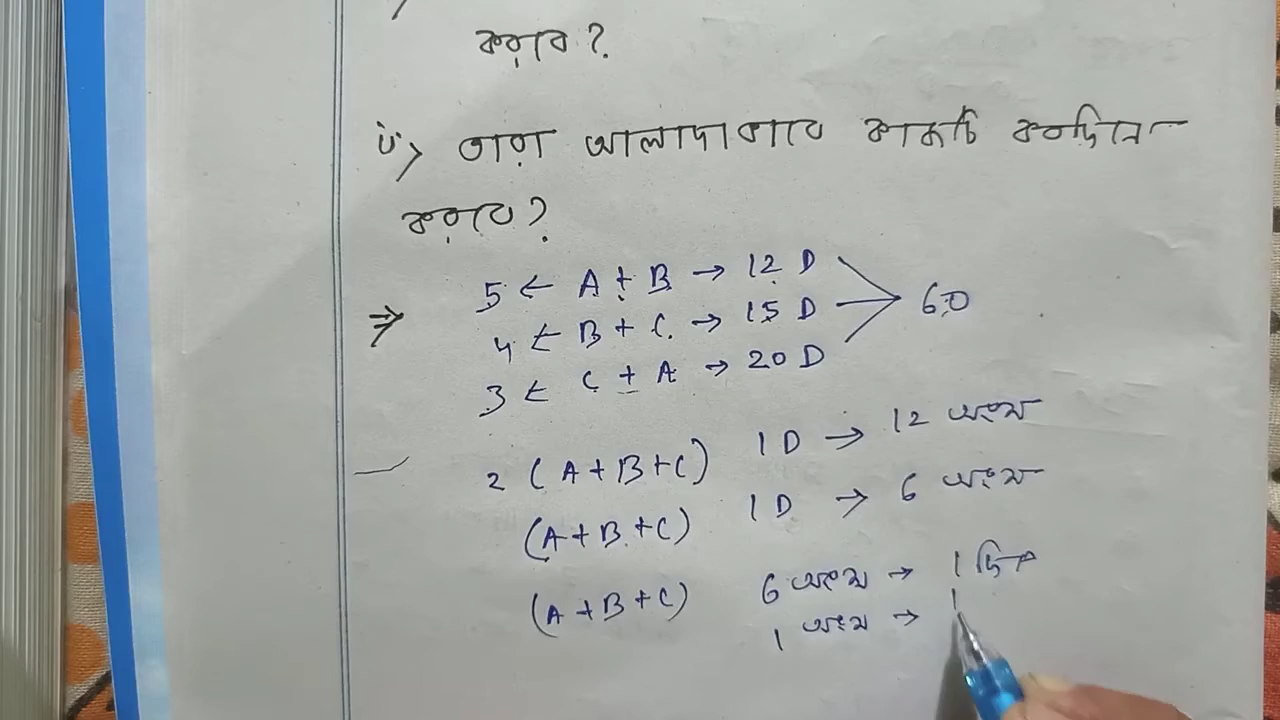 করবে?
ii> তারা আলাদাভাবে কাজটি কতদিনে
করবে?
⇒ 5 ← A + B → 12 D
4 ← B + C → 15 D 60
3 ← C + A → 20 D
2 (A+B+C) 1 D → 12 অংশ
(A+B+C) 1 D → 6 অংশ
(A+B+C) 6 অংশ → 1 দিন
1 অংশ → 1